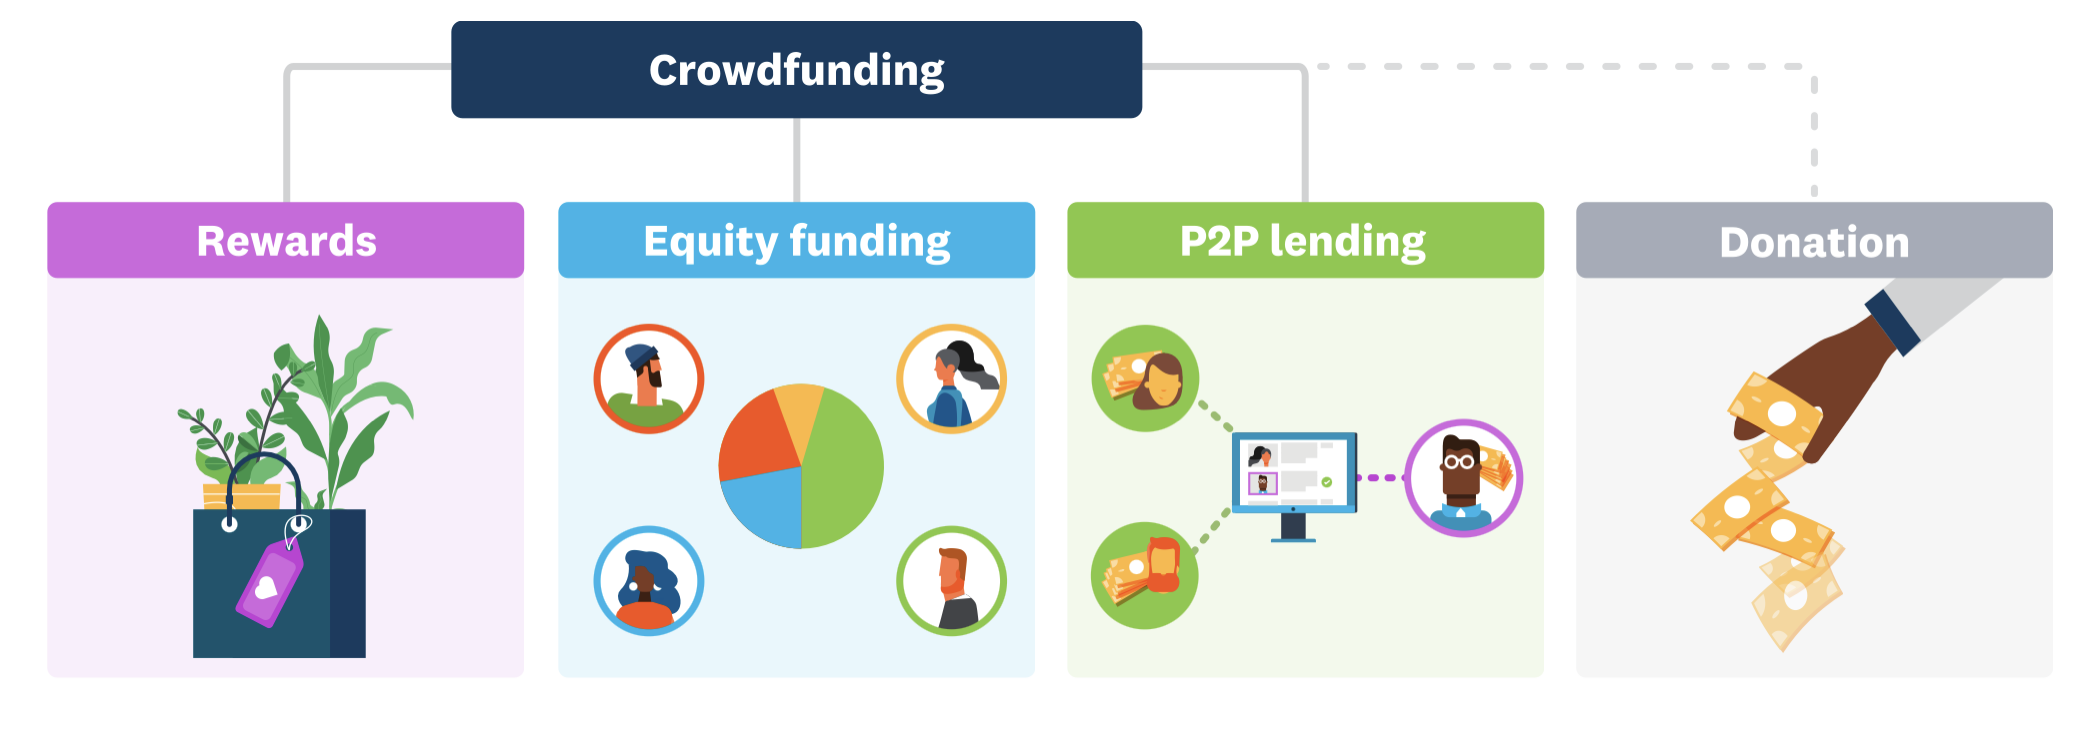 Crowdfunding
Rewards
Equity funding
P2P lending
Donation